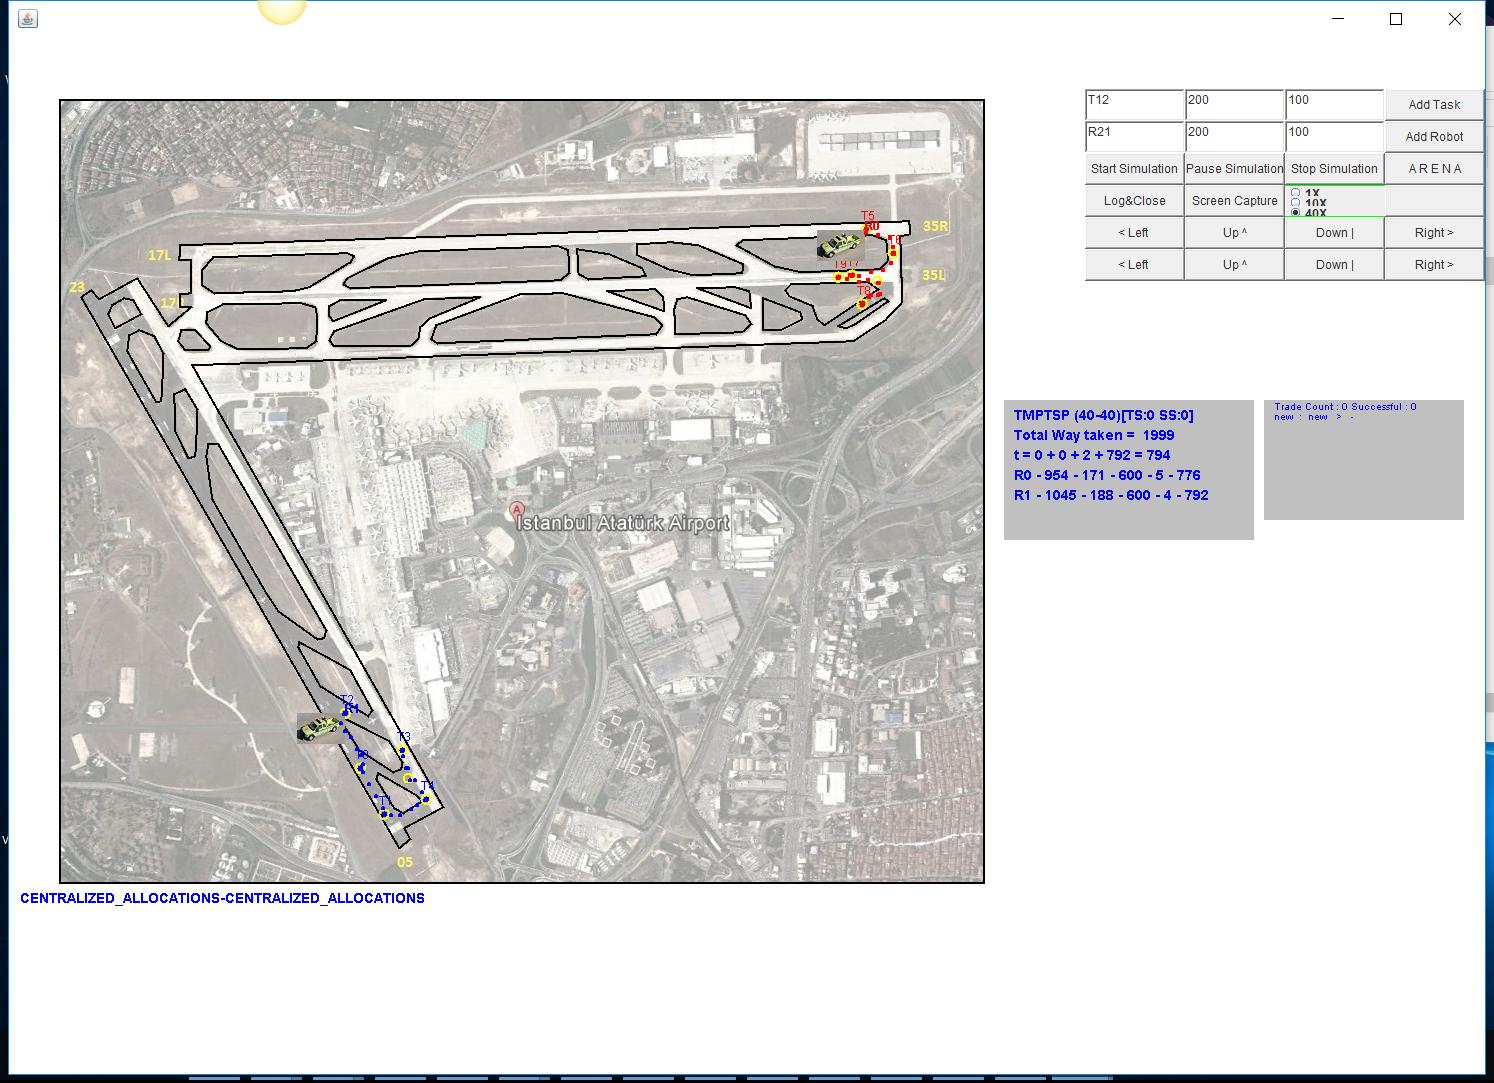 T12 200 100 Add Task
R21 200 100 Add Robot
Start Simulation Pause Simulation Stop Simulation A R E N A
Log&Close Screen Capture 1X
10X
40X
< Left Up ^ Down | Right >
< Left Up ^ Down | Right >
T5
R0
35R
T6
17L
35L
23
T8
TMPTSP (40-40)[TS:0 SS:0]
Total Way taken = 1999
t = 0 + 0 + 2 + 792 = 794
R0 - 954 - 171 - 600 - 5 - 776
R1 - 1045 - 188 - 600 - 4 - 792
Trade Count : 0 Successful : 0
new : new > -
A
İstanbul Atatürk Airport
T2
R1
T3
T4
T1
05
CENTRALIZED_ALLOCATIONS-CENTRALIZED_ALLOCATIONS